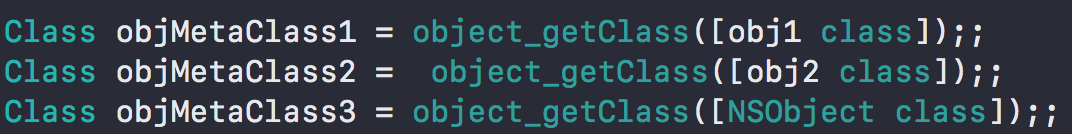 Class objMetaClass1 = object_getClass([obj1 class]);;
Class objMetaClass2 =  object_getClass([obj2 class]);;
Class objMetaClass3 = object_getClass([NSObject class]);;